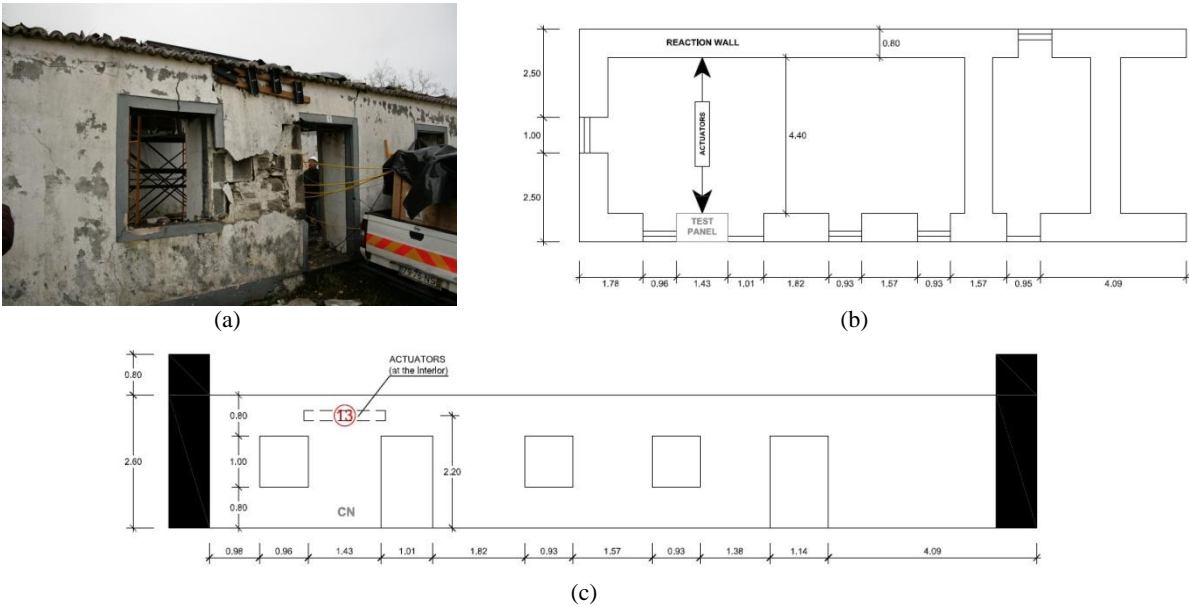 (a)
REACTION WALL
0.80
2,50
1.00
2,50
ACTUATORS
4,40
TEST
PANEL
1.78 0.96 1.43 1,01 1.82 0.93 1.57 0.93 1.57 0.95 4.09
(b)
ACTUATORS
(at the Interior)
0.80
13
0.80
2.60
1.00
2.20
0.80
CN
0.98 0.96 1.43 1.01 1.82 0.93 1.57 0.93 1.38 1.14 4.09
(c)